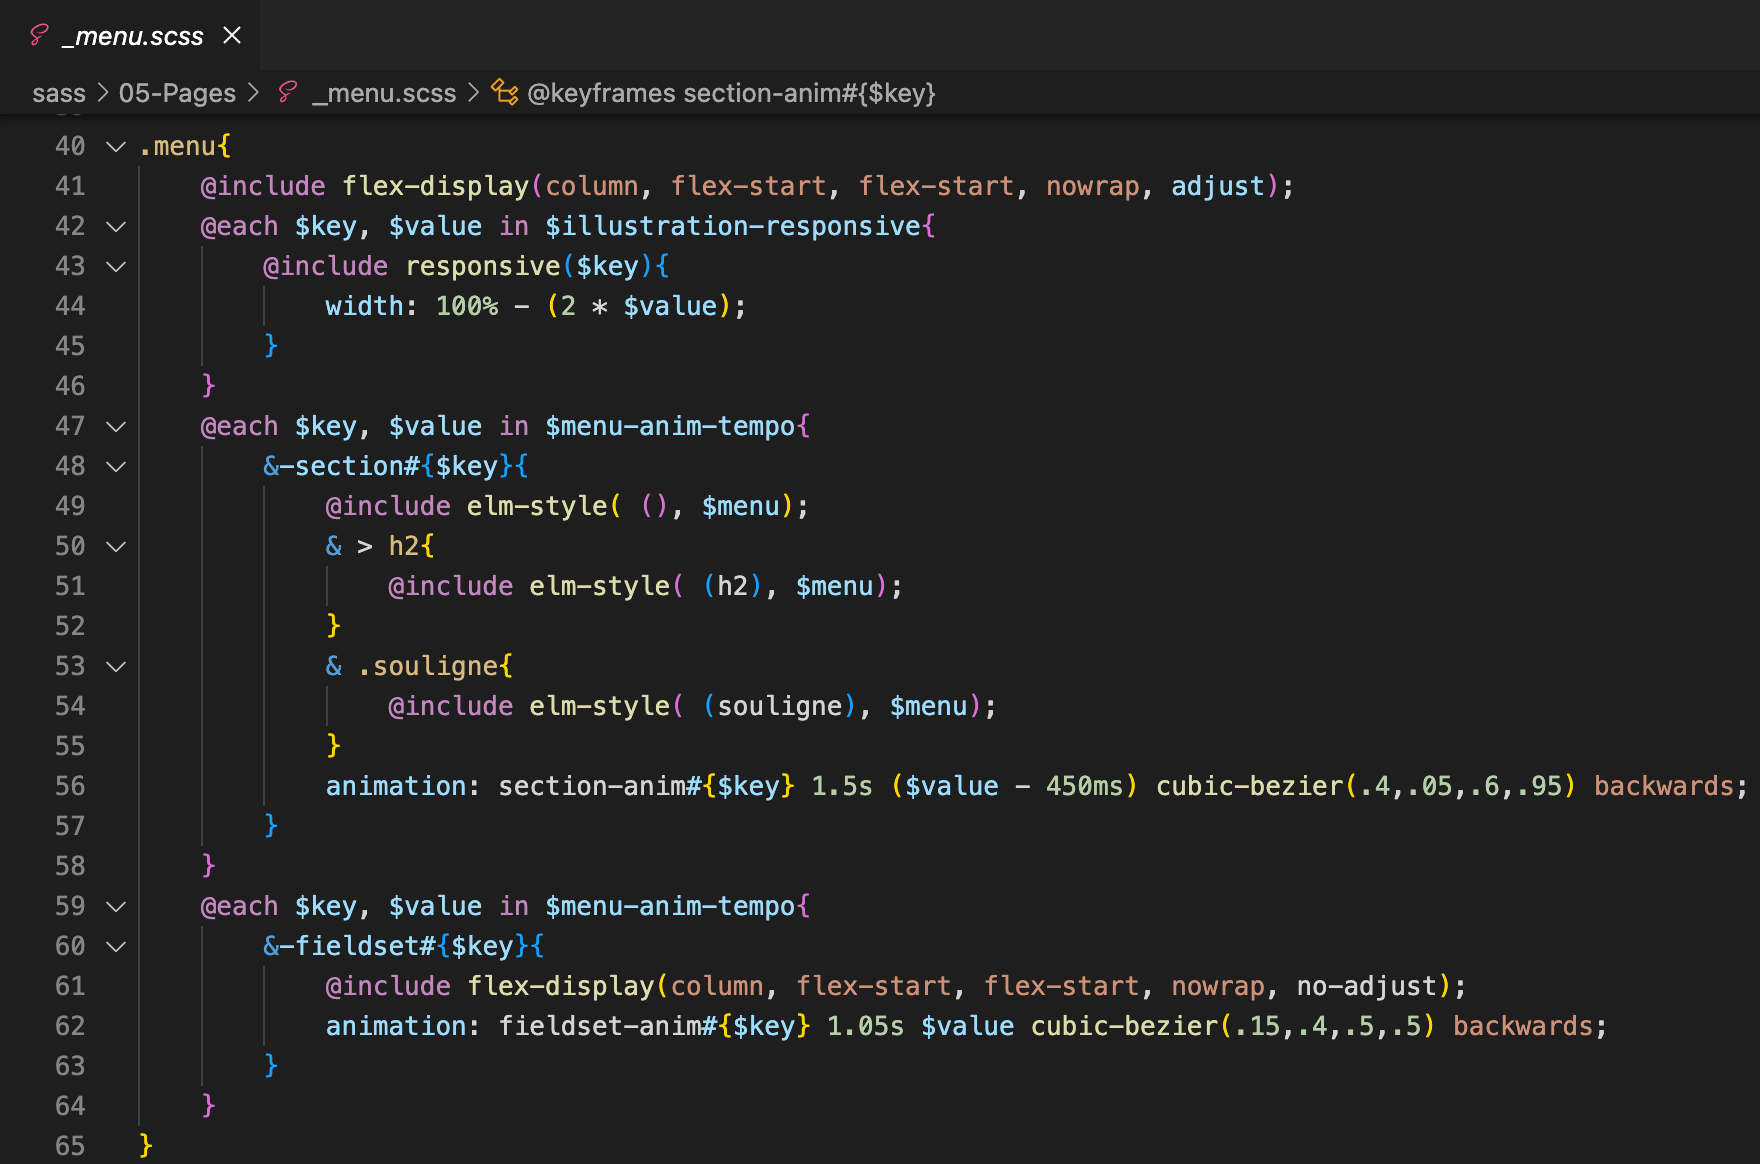 _menu.scss
sass > 05-Pages > _menu.scss > @keyframes section-anim#{$key}
40 .menu{
41 @include flex-display(column, flex-start, flex-start, nowrap, adjust);
42 @each $key, $value in $illustration-responsive{
43 @include responsive($key){
44 width: 100% - (2 * $value);
45 }
46 }
47 @each $key, $value in $menu-anim-tempo{
48 &-section#{$key}{
49 @include elm-style( (), $menu);
50 & > h2{
51 @include elm-style( (h2), $menu);
52 }
53 & .souligne{
54 @include elm-style( (souligne), $menu);
55 }
56 animation: section-anim#{$key} 1.5s ($value - 450ms) cubic-bezier(.4,.05,.6,.95) backwards;
57 }
58 }
59 @each $key, $value in $menu-anim-tempo{
60 &-fieldset#{$key}{
61 @include flex-display(column, flex-start, flex-start, nowrap, no-adjust);
62 animation: fieldset-anim#{$key} 1.05s $value cubic-bezier(.15,.4,.5,.5) backwards;
63 }
64 }
65 }